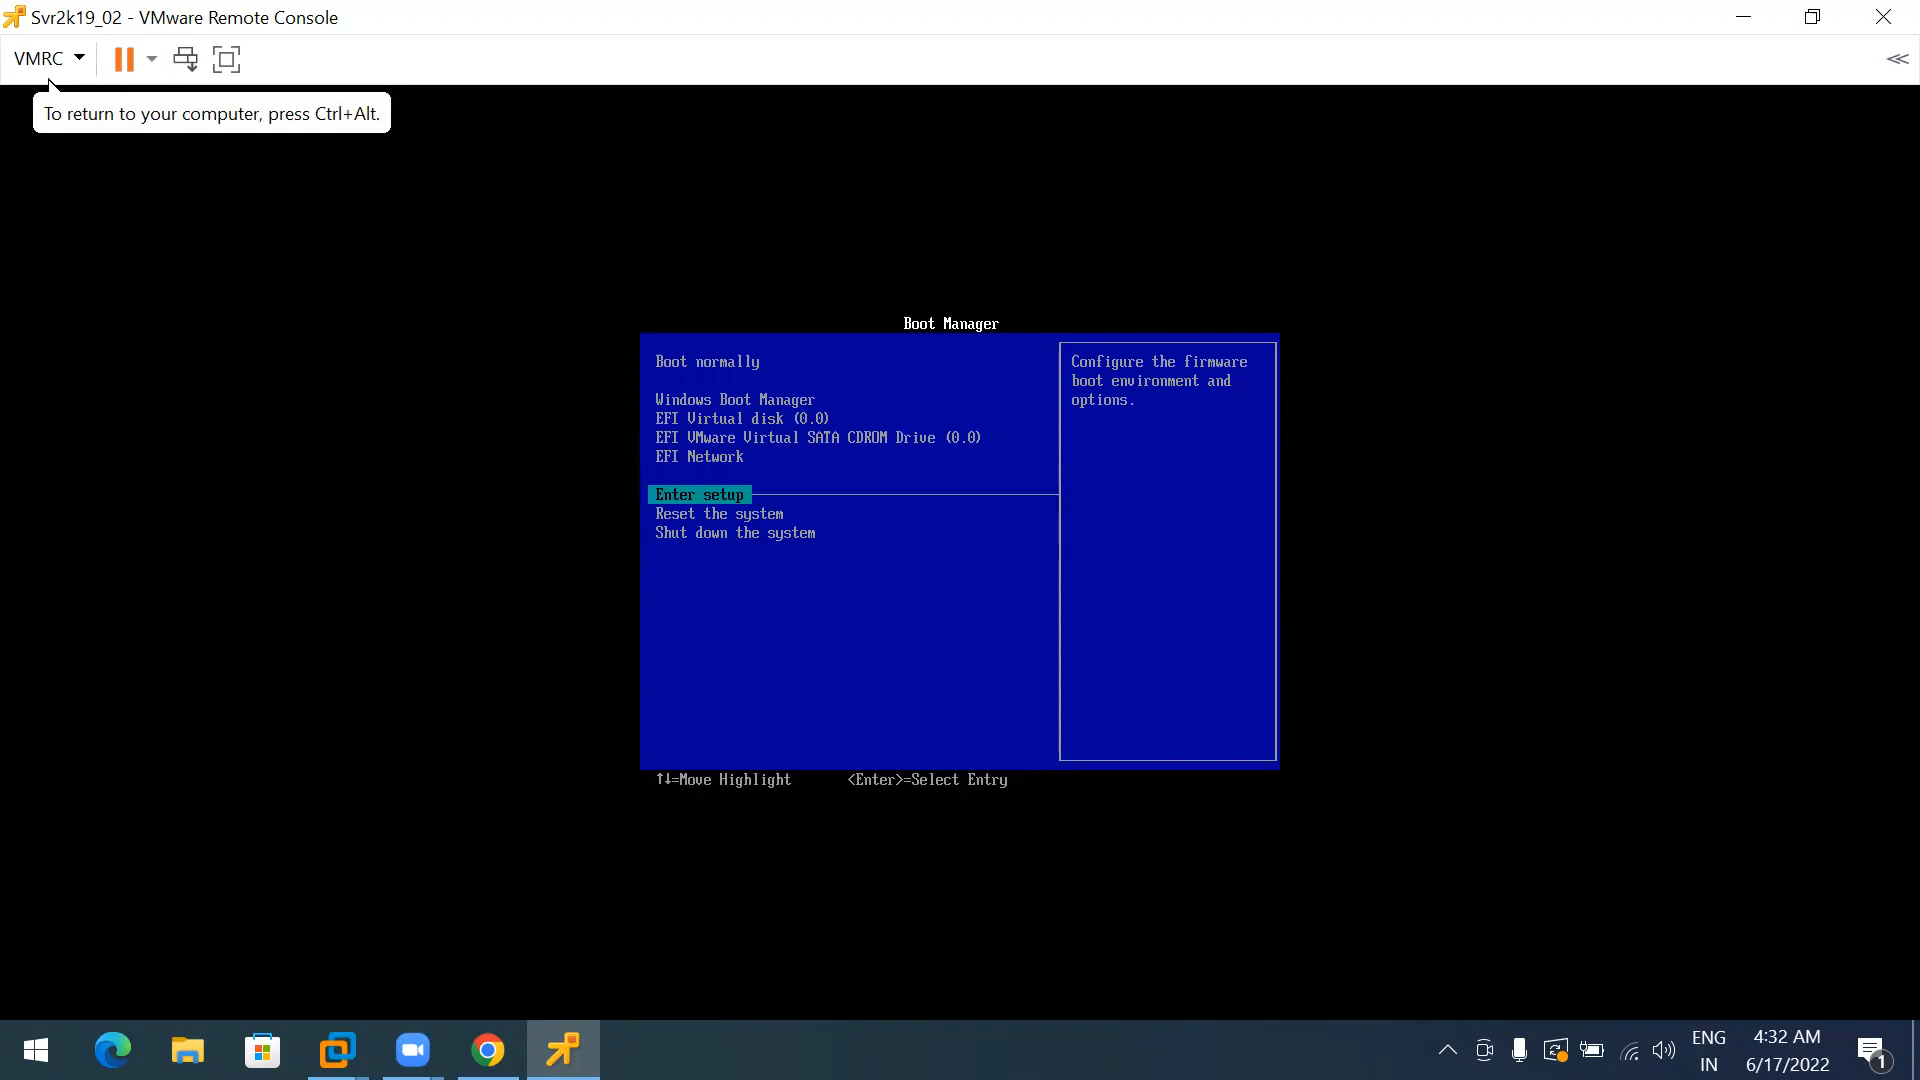 Svr2k19_02 - VMware Remote Console
VMRC
To return to your computer, press Ctrl+Alt.
Boot Manager
Boot normally
Windows Boot Manager
EFI Virtual disk (0.0)
EFI VMware Virtual SATA CDROM Drive (0.0)
EFI Network
Enter setup
Reset the system
Shut down the system
Configure the firmware
boot environment and
options.
↑↓=Move Highlight <Enter>=Select Entry
ENG
IN
4:32 AM
6/17/2022
1